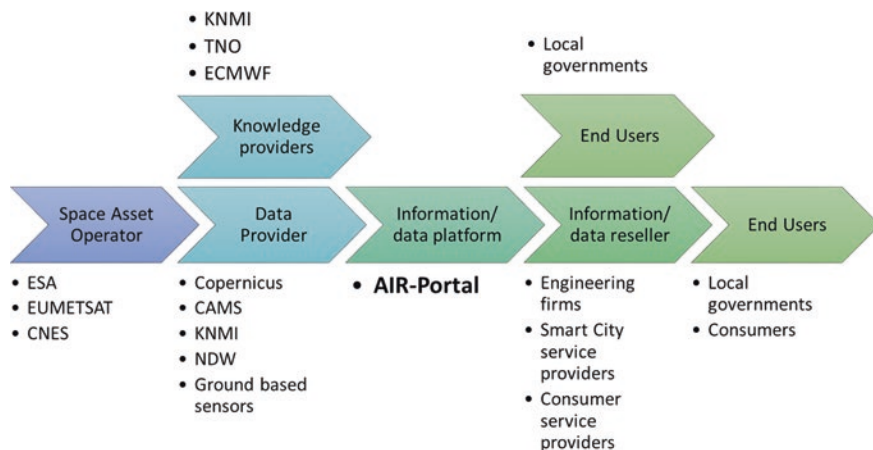 • KNMI
• TNO
• ECMWF
• Local
governments
Knowledge
providers
End Users
Space Asset
Operator
Data
Provider
Information/
data platform
Information/
data reseller
End Users
• ESA
• EUMETSAT
• CNES
• Copernicus
• CAMS
• KNMI
• NDW
• Ground based
sensors
• AIR-Portal
• Engineering
firms
• Smart City
service
providers
• Consumer
service
providers
• Local
governments
• Consumers